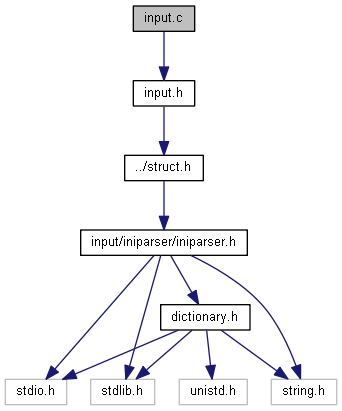 input.c
input.h
../struct.h
input/iniparser/iniparser.h
dictionary.h
stdio.h
stdlib.h
unistd.h
string.h